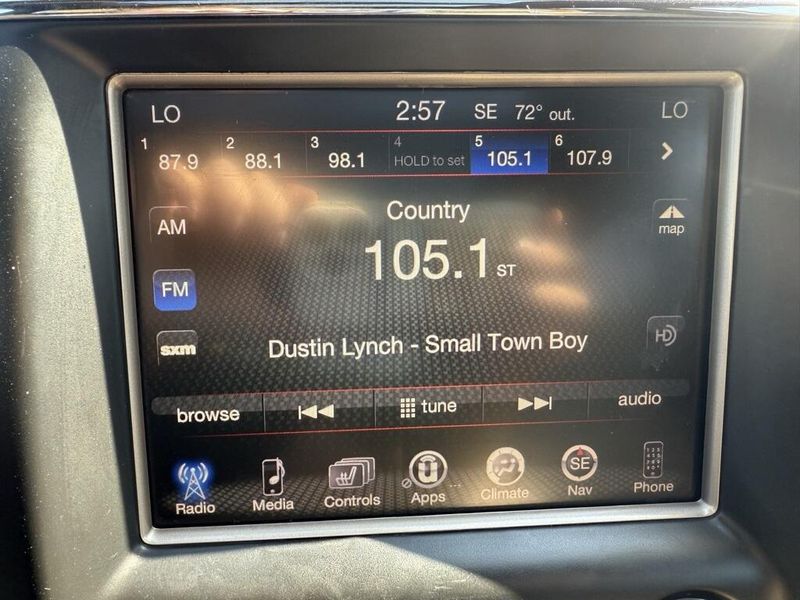 LO 2:57 SE 72° out. LO
1 87.9 2 88.1 3 98.1 4 HOLD to set 5 105.1 6 107.9
Country
AM
map
105.1 ST
FM
Dustin Lynch - Small Town Boy
HD
sxm
browse tune audio
SE
Radio Media Controls Apps Climate Nav Phone